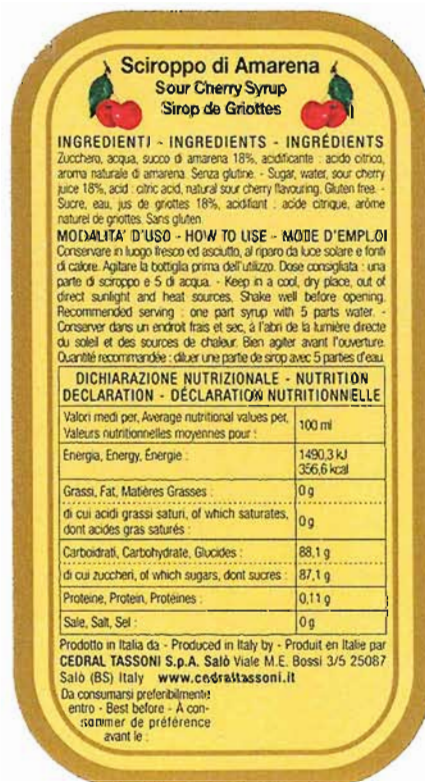 Sciroppo di Amarena
Sour Cherry Syrup
Sirop de Griottes
INGREDIENTI - INGREDIENTS - INGRÉDIENTS
Zucchero, acqua, succo di amarena 18%, acidificante : acido citrico,
aroma naturale di amarena. Senza glutine. - Sugar, water, sour cherry
juice 18%, acid : citric acid, natural sour cherry flavouring. Gluten free. -
Sucre, eau, jus de griottes 18%, acidifiant : acide citrique, arôme
naturel de griottes. Sans gluten.
MODALITA' D'USO - HOW TO USE - MODE D'EMPLOI
Conservare in luogo fresco ed asciutto, al riparo da luce solare e fonti
di calore. Agitare la bottiglia prima dell'utilizzo. Dose consigliata : una
parte di sciroppo e 5 di acqua. - Keep in a cool, dry place, out of
direct sunlight and heat sources. Shake well before opening.
Recommended serving : one part syrup with 5 parts water. -
Conserver dans un endroit frais et sec, à l'abri de la lumière directe
du soleil et des sources de chaleur. Bien agiter avant l'ouverture.
Quantité recommandée : diluer une partie de sirop avec 5 parties d'eau.
DICHIARAZIONE NUTRIZIONALE - NUTRITION
DECLARATION - DÉCLARATION NUTRITIONNELLE
Valori medi per, Average nutritional values per,
Valeurs nutritionnelles moyennes pour : 100 ml
Energia, Energy, Énergie : 1490,3 kJ
356,6 kcal
Grassi, Fat, Matières Grasses : 0 g
di cui acidi grassi saturi, of which saturates,
dont acides gras saturés : 0 g
Carboidrati, Carbohydrate, Glucides : 88,1 g
di cui zuccheri, of which sugars, dont sucres : 87,1 g
Proteine, Protein, Protéines : 0,11 g
Sale, Salt, Sel : 0 g
Prodotto in Italia da - Produced in Italy by - Produit en Italie par
CEDRAL TASSONI S.p.A. Salò Viale M.E. Bossi 3/5 25087
Salò (BS) Italy www.cedraltassoni.it
Da consumarsi preferibilmente
entro - Best before - À con-
sommer de préférence
avant le :